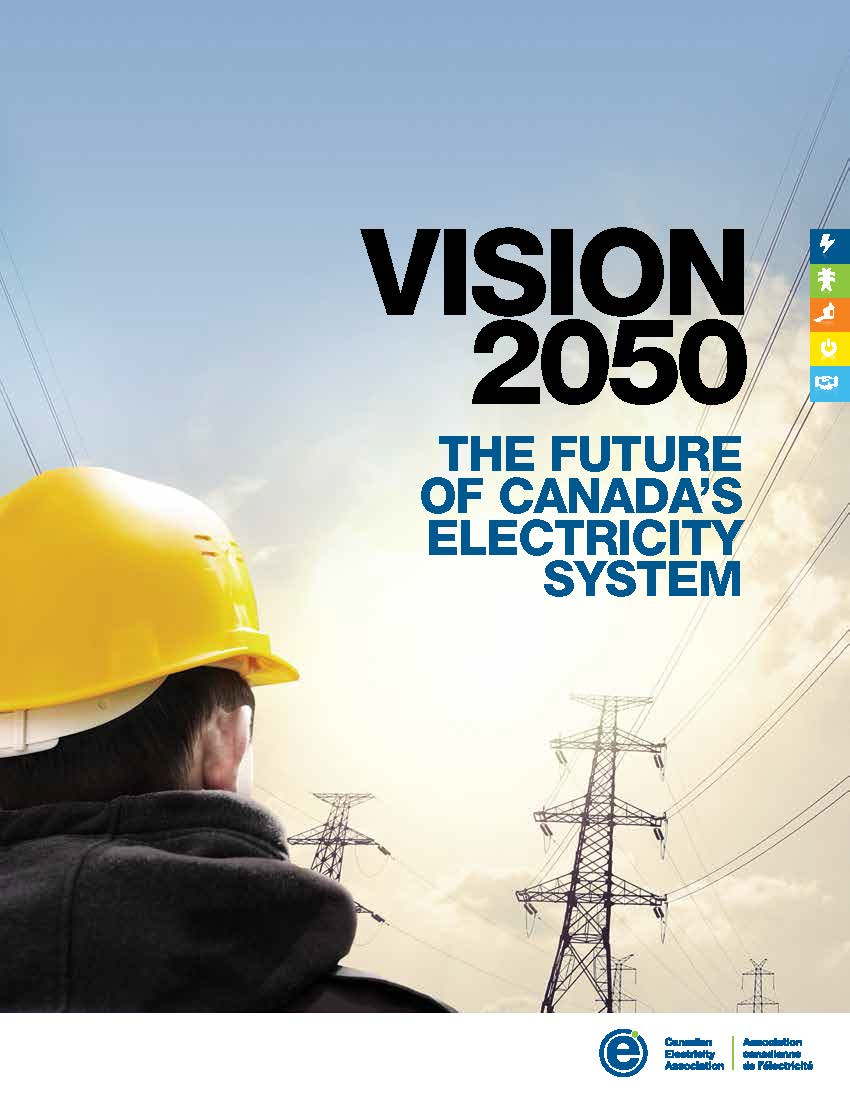 VISION
2050
THE FUTURE
OF CANADA'S
ELECTRICITY
SYSTEM
Canadian
Electricity
Association
Association
canadienne
de l'électricité